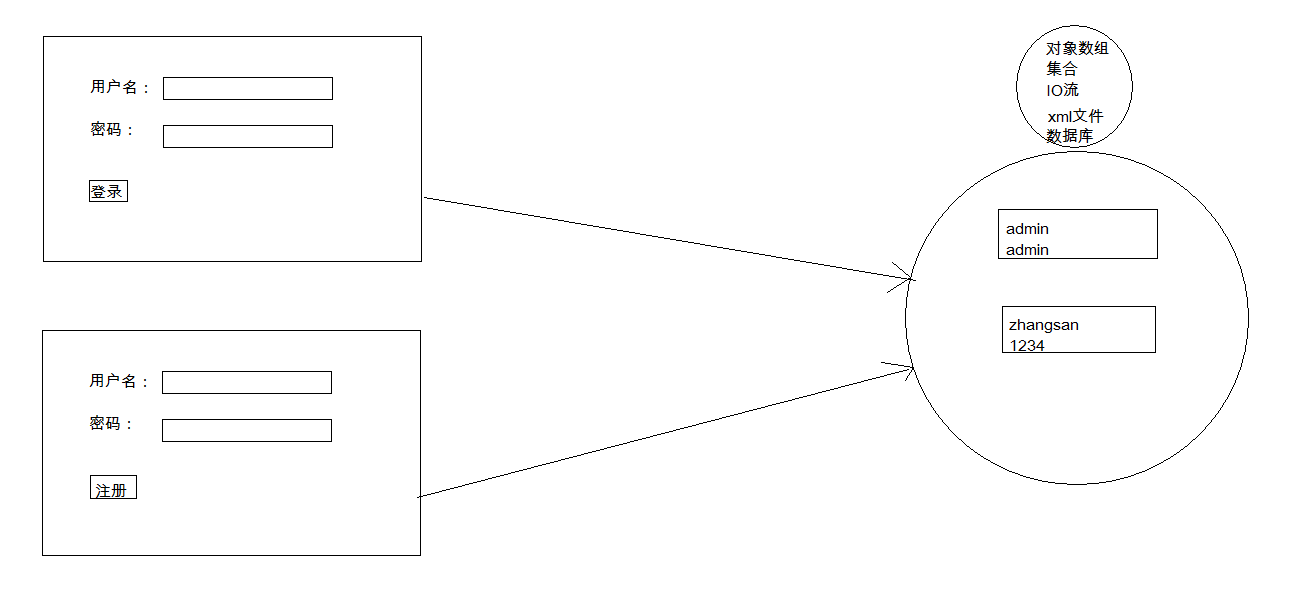 用户名：
密码：
登录
用户名：
密码：
注册
对象数组
集合
IO流
xml文件
数据库
admin
admin
zhangsan
1234